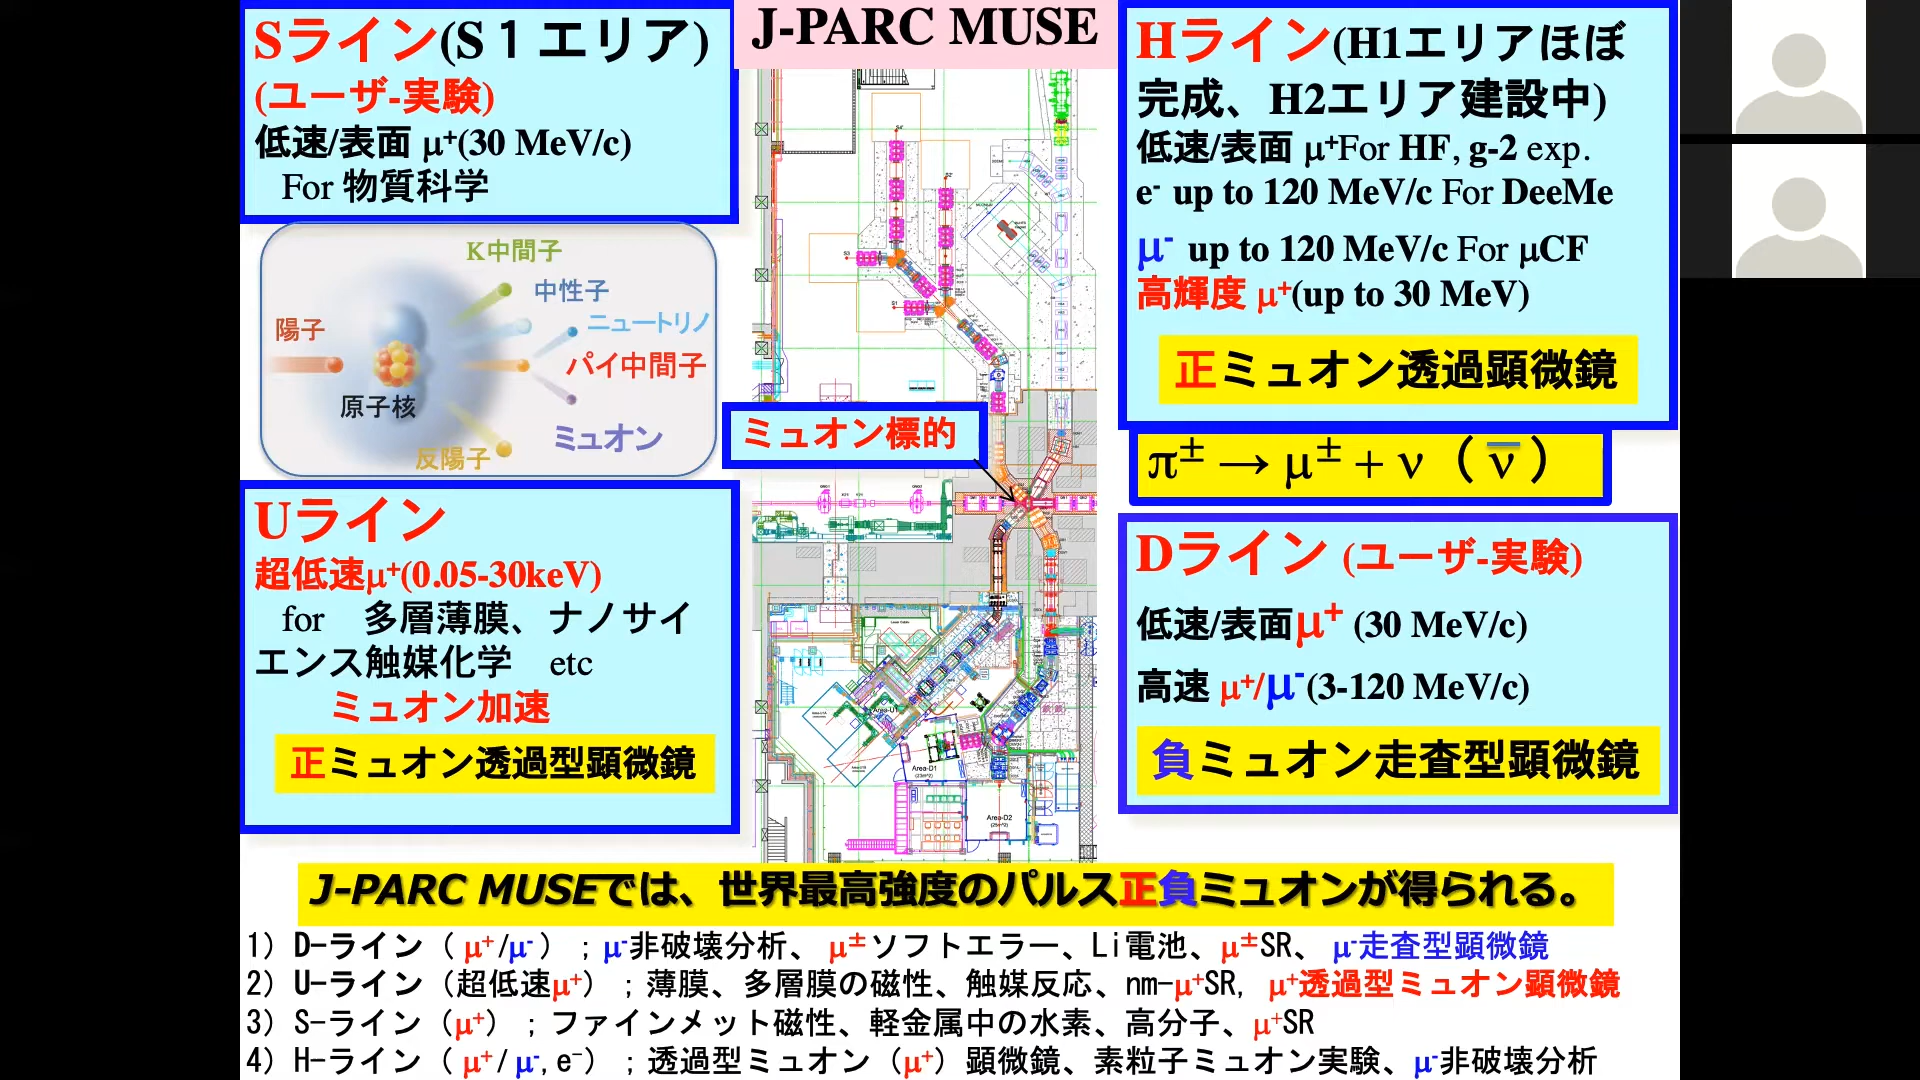 J-PARC MUSE
Sライン(S１エリア)
(ユーザ-実験)
低速/表面 μ⁺(30 MeV/c)
For 物質科学
K中間子
中性子
ニュートリノ
陽子
パイ中間子
原子核
ミュオン
反陽子
Uライン
超低速μ⁺(0.05-30keV)
for 多層薄膜、ナノサイ
エンス触媒化学 etc
ミュオン加速
正ミュオン透過型顕微鏡
ミュオン標的
Area-U1
Area-D1
Area-D2
Hライン(H1エリアほぼ
完成、H2エリア建設中)
低速/表面 μ⁺For HF, g-2 exp.
e⁻ up to 120 MeV/c For DeeMe
μ⁻ up to 120 MeV/c For μCF
高輝度 μ⁺(up to 30 MeV)
正ミュオン透過顕微鏡
π± → μ± + ν（ν̄）
Dライン (ユーザ-実験)
低速/表面μ⁺ (30 MeV/c)
高速 μ⁺/μ⁻(3-120 MeV/c)
負ミュオン走査型顕微鏡
J-PARC MUSEでは、世界最高強度のパルス正負ミュオンが得られる。
1）D-ライン（μ⁺/μ⁻）；μ⁻非破壊分析、μ±ソフトエラー、Li電池、μ±SR、μ⁻走査型顕微鏡
2）U-ライン（超低速μ⁺）；薄膜、多層膜の磁性、触媒反応、nm-μ⁺SR, μ⁺透過型ミュオン顕微鏡
3）S-ライン（μ⁺）；ファインメット磁性、軽金属中の水素、高分子、μ⁺SR
4）H-ライン（μ⁺/μ⁻,e⁻）；透過型ミュオン（μ⁺）顕微鏡、素粒子ミュオン実験、μ⁻非破壊分析